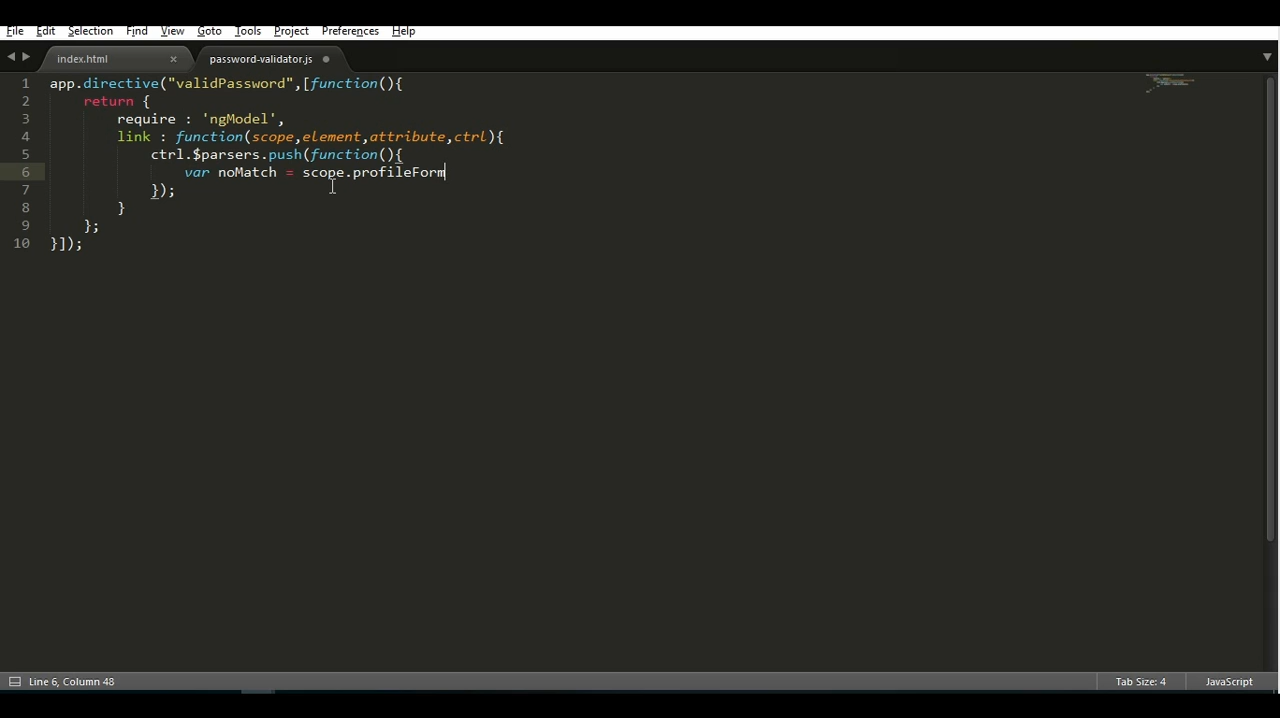 File Edit Selection Find View Goto Tools Project Preferences Help
index.html × password-validator.js
1 app.directive("validPassword",[function(){
2 return {
3 require : 'ngModel',
4 link : function(scope,element,attribute,ctrl){
5 ctrl.$parsers.push(function(){
6 var noMatch = scope.profileForm
7 });
8 }
9 };
10 }]);
Line 6, Column 48 Tab Size: 4 JavaScript